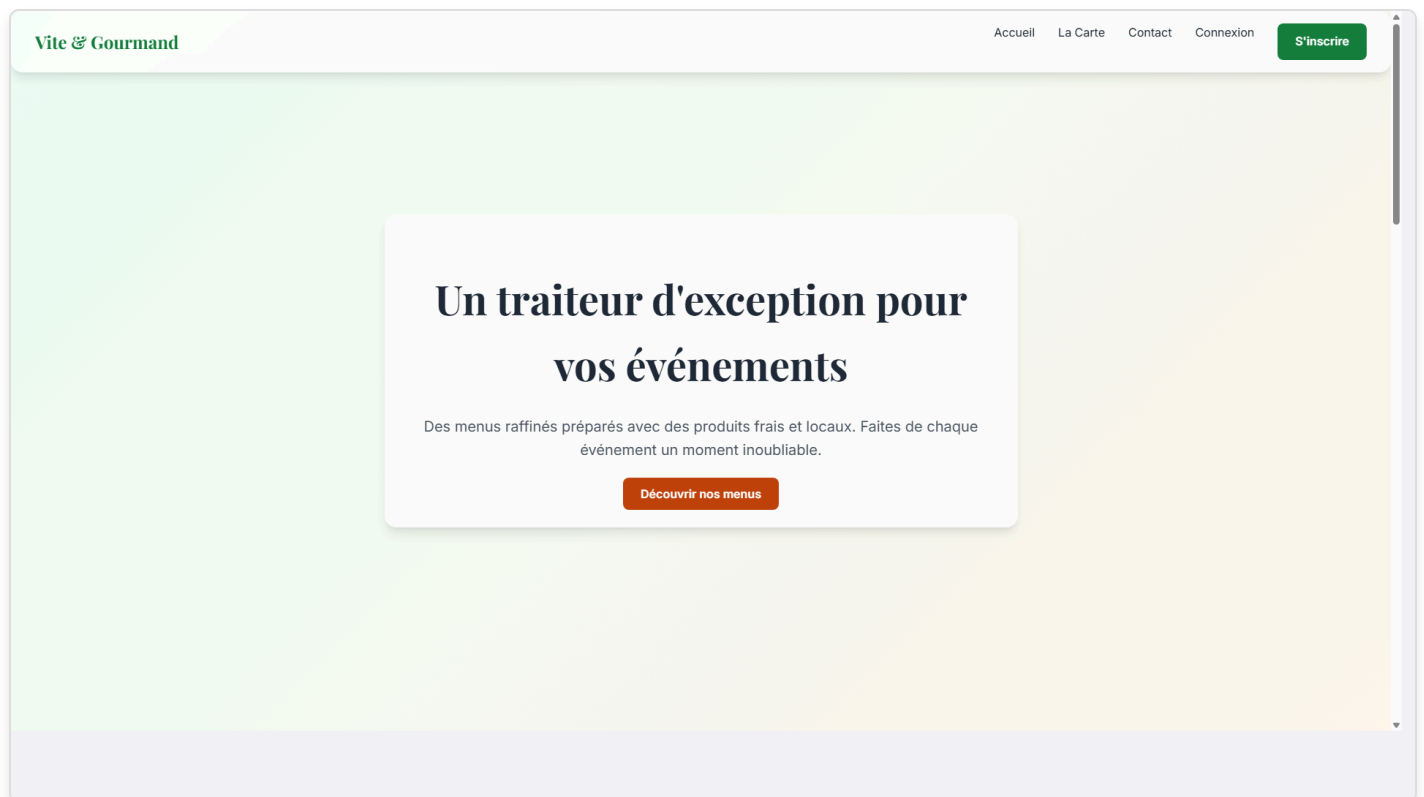 Vite & Gourmand
Accueil
La Carte
Contact
Connexion
S'inscrire
Un traiteur d'exception pour
vos événements
Des menus raffinés préparés avec des produits frais et locaux. Faites de chaque
événement un moment inoubliable.
Découvrir nos menus